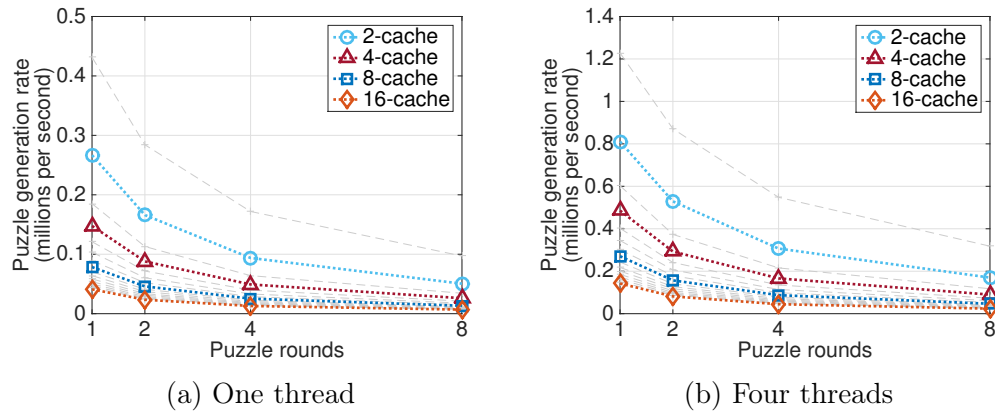 0.5
0.4
0.3
0.2
0.1
0
Puzzle generation rate
(millions per second)
2-cache
4-cache
8-cache
16-cache
1
2
4
8
Puzzle rounds
(a) One thread
1.4
1.2
1
0.8
0.6
0.4
0.2
0
Puzzle generation rate
(millions per second)
2-cache
4-cache
8-cache
16-cache
1
2
4
8
Puzzle rounds
(b) Four threads